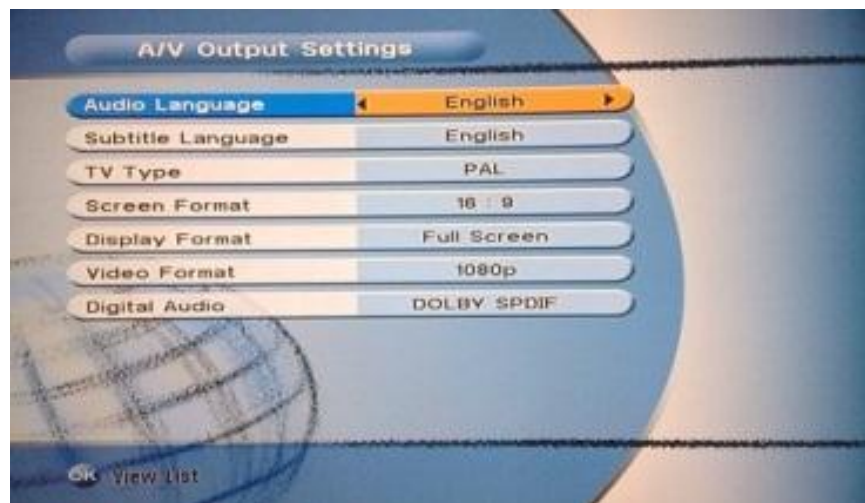 A/V Output Settings
Audio Language English
Subtitle Language English
TV Type PAL
Screen Format 16 : 9
Display Format Full Screen
Video Format 1080p
Digital Audio DOLBY SPDIF
OK View List